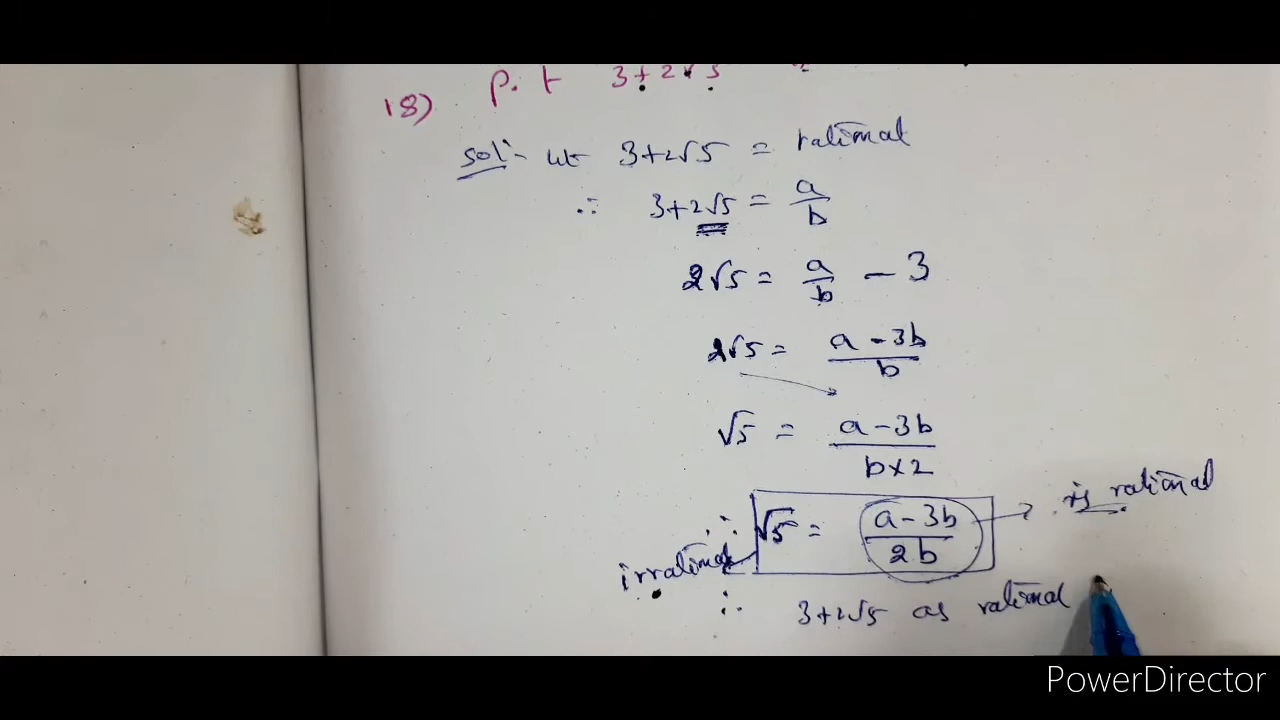 18) P. t 3+2√5
Sol:- let 3+2√5 = rational
∴ 3+2√5 = a/b
2√5 = a/b - 3
2√5 = a - 3b / b
√5 = a - 3b / b×2
∴ √5 = a - 3b / 2b → is rational
irrational
∴ 3+2√5 as rational
PowerDirector